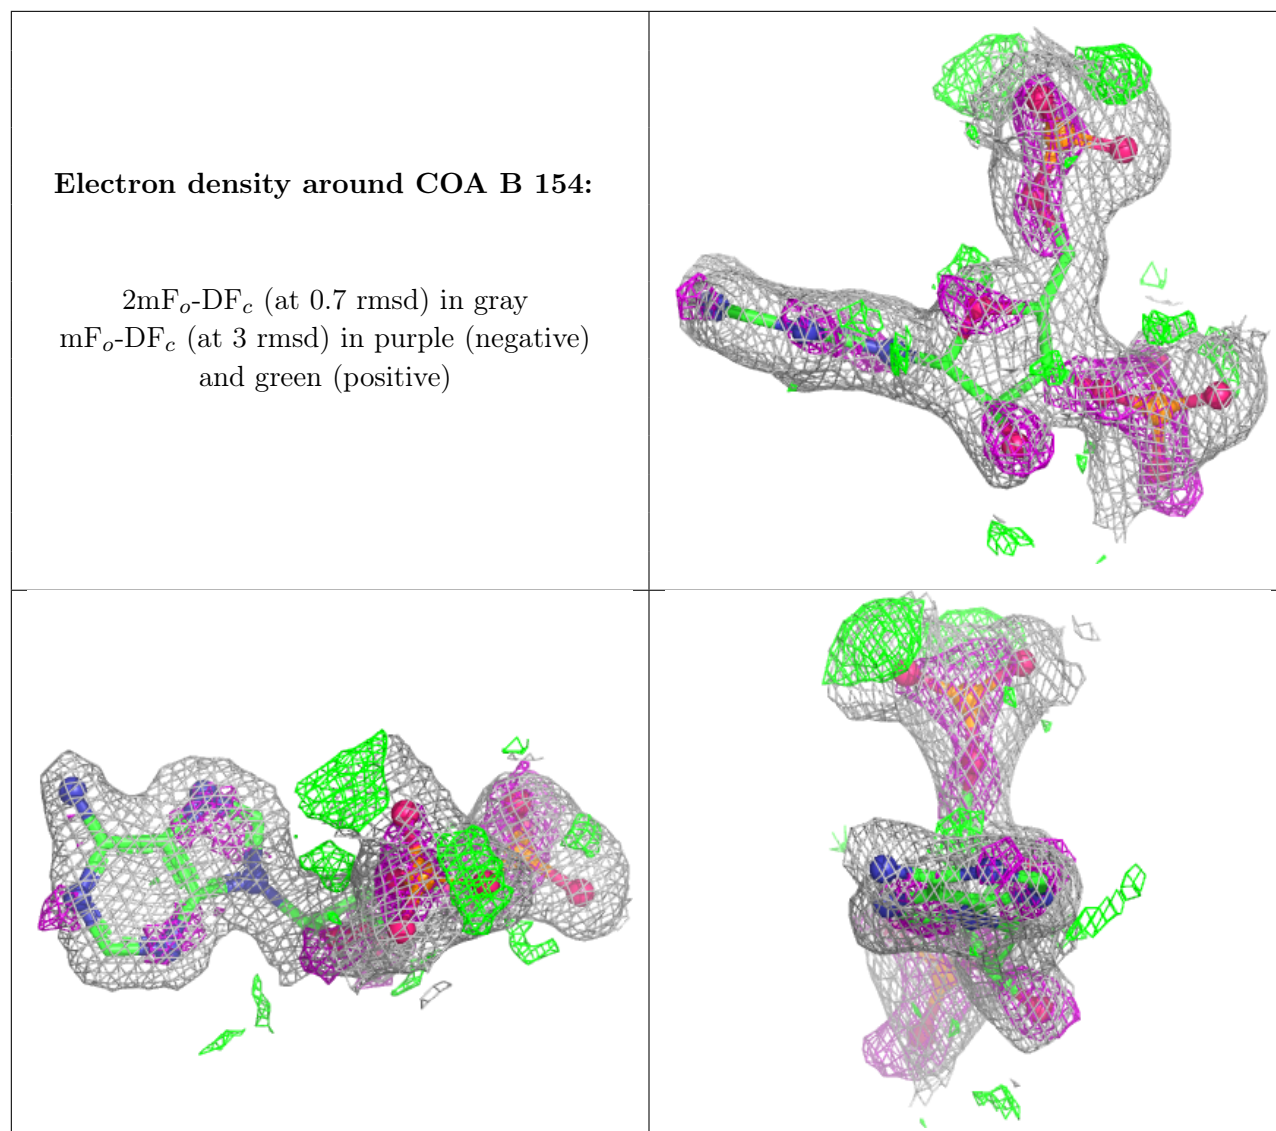 Electron density around COA B 154:
2mFo-DFc (at 0.7 rmsd) in gray
mFo-DFc (at 3 rmsd) in purple (negative)
and green (positive)